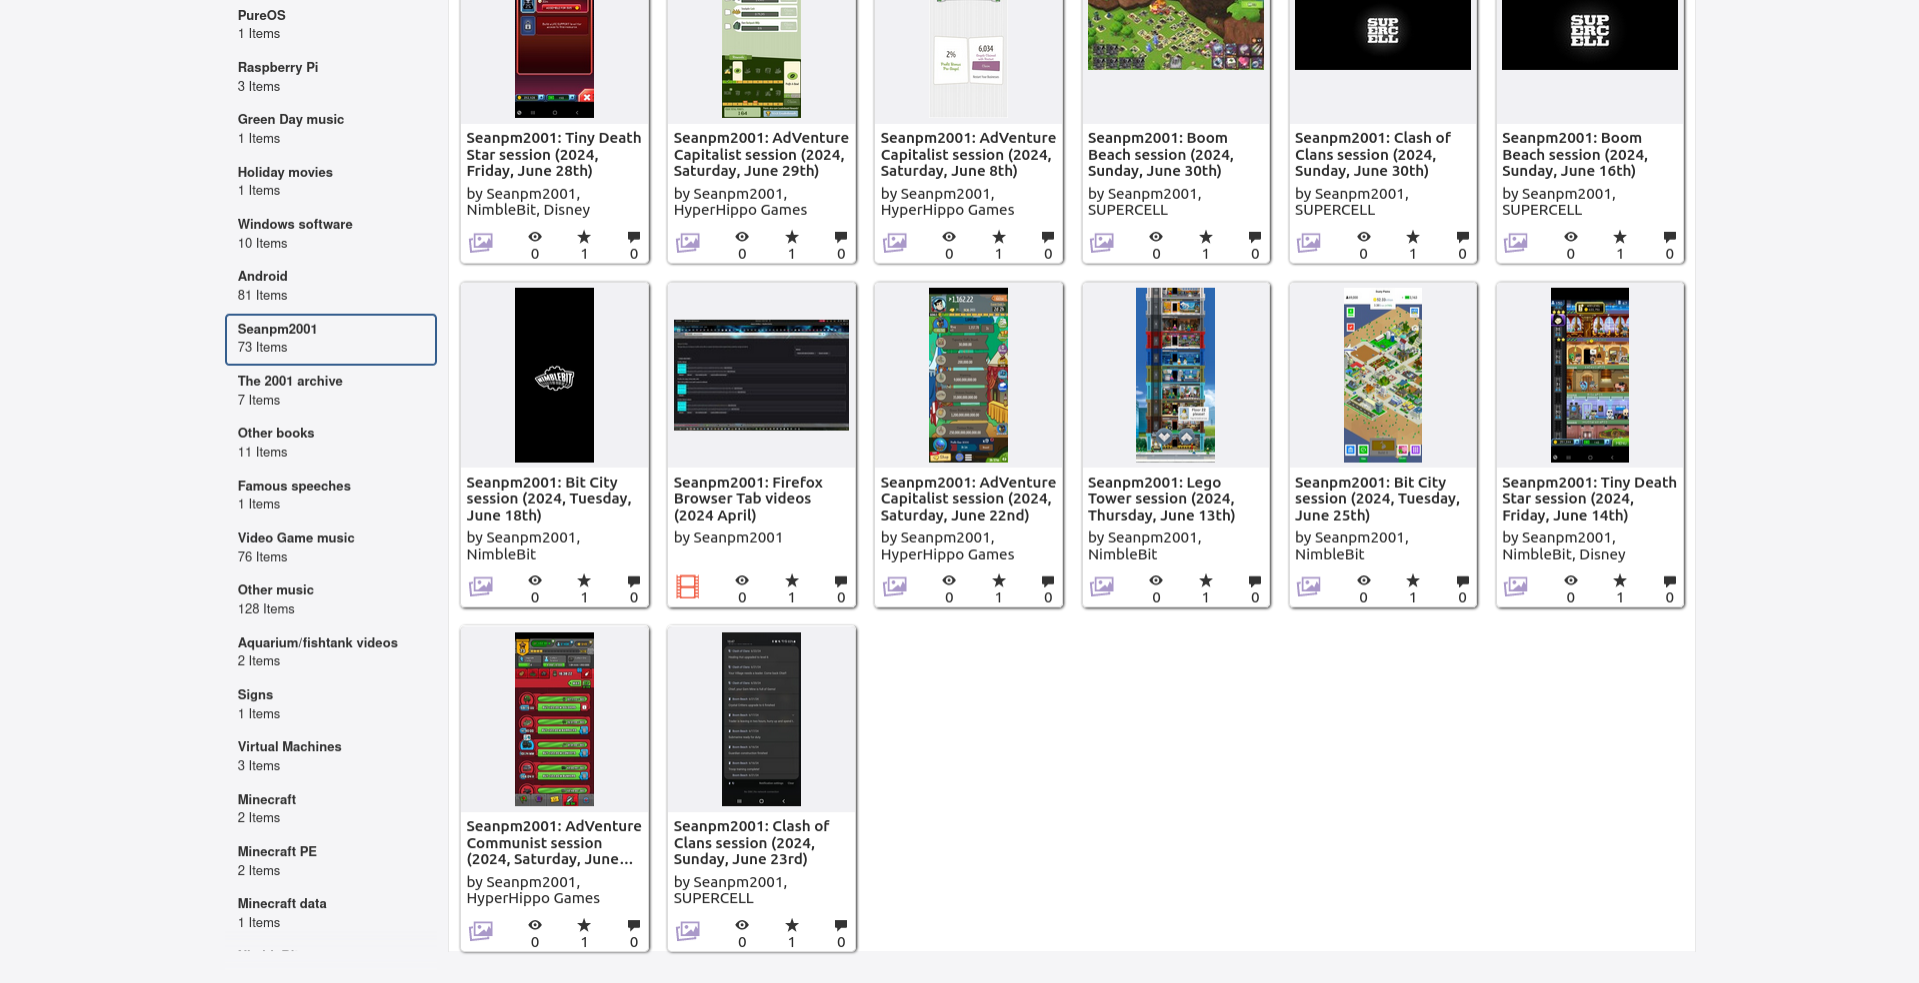 PureOS
1 Items
Raspberry Pi
3 Items
Green Day music
1 Items
Holiday movies
1 Items
Windows software
10 Items
Android
81 Items
Seanpm2001
73 Items
The 2001 archive
7 Items
Other books
11 Items
Famous speeches
1 Items
Video Game music
76 Items
Other music
128 Items
Aquarium/fishtank videos
2 Items
Signs
1 Items
Virtual Machines
3 Items
Minecraft
2 Items
Minecraft PE
2 Items
Minecraft data
1 Items
2%
6,034
SUP
ERC
ELL
SUP
ERC
ELL
Seanpm2001: Tiny Death
Star session (2024,
Friday, June 28th)
by Seanpm2001,
NimbleBit, Disney
0
1
0
Seanpm2001: AdVenture
Capitalist session (2024,
Saturday, June 29th)
by Seanpm2001,
HyperHippo Games
0
1
0
Seanpm2001: AdVenture
Capitalist session (2024,
Saturday, June 8th)
by Seanpm2001,
HyperHippo Games
0
1
0
Seanpm2001: Boom
Beach session (2024,
Sunday, June 30th)
by Seanpm2001,
SUPERCELL
0
1
0
Seanpm2001: Clash of
Clans session (2024,
Sunday, June 30th)
by Seanpm2001,
SUPERCELL
0
1
0
Seanpm2001: Boom
Beach session (2024,
Sunday, June 16th)
by Seanpm2001,
SUPERCELL
0
1
0
NIMBLEBIT
Seanpm2001: Bit City
session (2024, Tuesday,
June 18th)
by Seanpm2001,
NimbleBit
0
1
0
Seanpm2001: Firefox
Browser Tab videos
(2024 April)
by Seanpm2001
0
1
0
1,162.22
Seanpm2001: AdVenture
Capitalist session (2024,
Saturday, June 22nd)
by Seanpm2001,
HyperHippo Games
0
1
0
Seanpm2001: Lego
Tower session (2024,
Thursday, June 13th)
by Seanpm2001,
NimbleBit
0
1
0
Seanpm2001: Bit City
session (2024, Tuesday,
June 25th)
by Seanpm2001,
NimbleBit
0
1
0
Seanpm2001: Tiny Death
Star session (2024,
Friday, June 14th)
by Seanpm2001,
NimbleBit, Disney
0
1
0
Seanpm2001: AdVenture
Communist session
(2024, Saturday, June...
by Seanpm2001,
HyperHippo Games
0
1
0
Seanpm2001: Clash of
Clans session (2024,
Sunday, June 23rd)
by Seanpm2001,
SUPERCELL
0
1
0